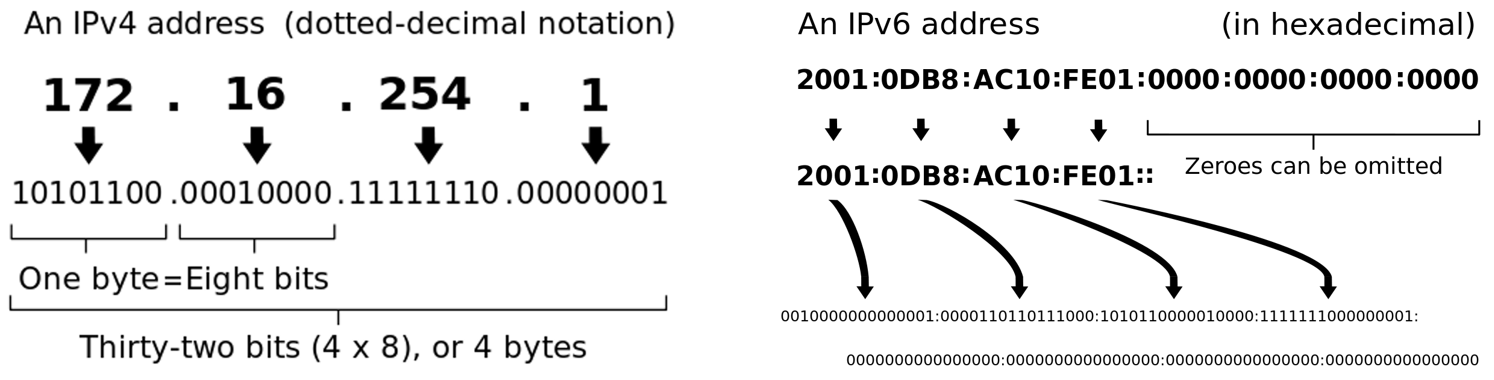 An IPv4 address (dotted-decimal notation)
172 . 16 . 254 . 1
10101100 .00010000 .11111110 .00000001
One byte=Eight bits
Thirty-two bits (4 x 8), or 4 bytes
An IPv6 address (in hexadecimal)
2001:0DB8:AC10:FE01:0000:0000:0000:0000
2001:0DB8:AC10:FE01:: Zeroes can be omitted
0010000000000001:0000110110111000:1010110000010000:1111111000000001:
0000000000000000:0000000000000000:0000000000000000:0000000000000000